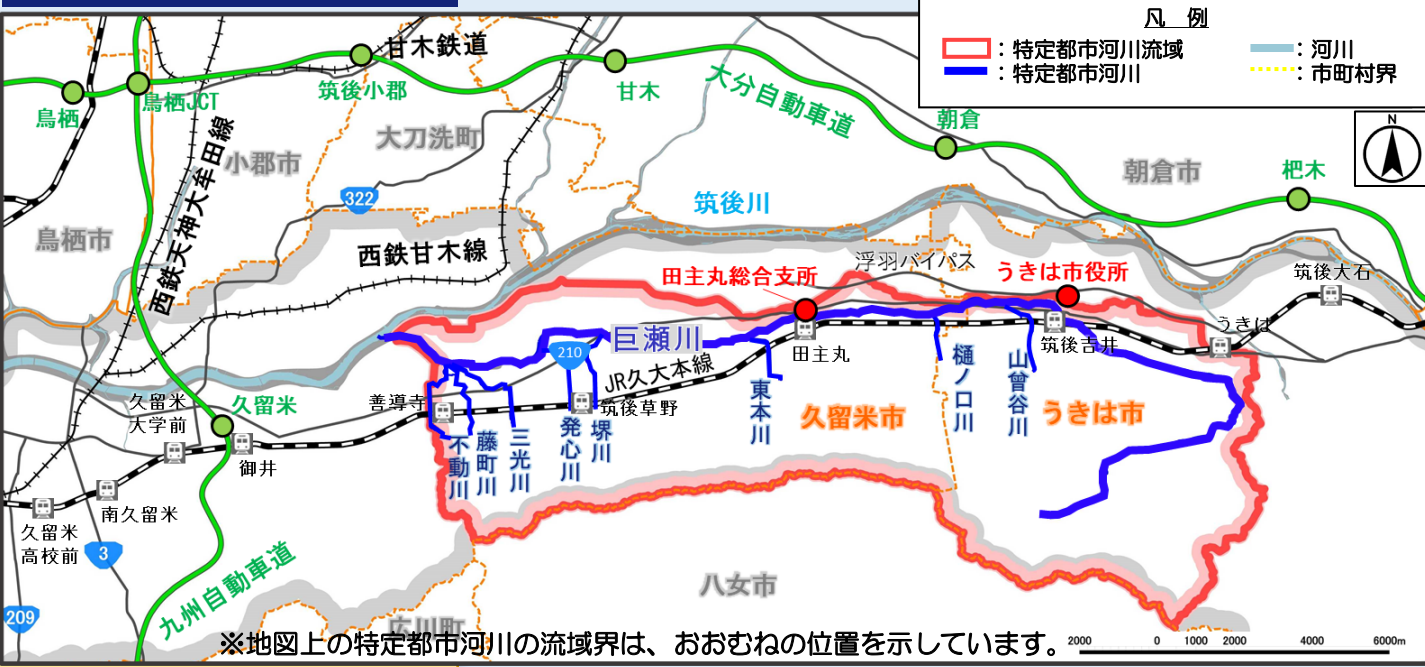 凡 例
：特定都市河川流域
：河川
：特定都市河川
：市町村界
N
甘木鉄道
鳥栖
鳥栖JCT
筑後小郡
甘木
大分自動車道
朝倉
杷木
大刀洗町
小郡市
朝倉市
鳥栖市
322
西鉄天神大牟田線
西鉄甘木線
筑後川
浮羽バイパス
田主丸総合支所
うきは市役所
筑後大石
うきは
巨瀬川
210
JR久大本線
田主丸
筑後吉井
善導寺
筑後草野
久留米
大学前
久留米
御井
南久留米
久留米
高校前
3
209
九州自動車道
不動川
藤町川
三光川
発心川
堺川
東本川
樋ノ口川
山曾谷川
久留米市
うきは市
八女市
広川町
※地図上の特定都市河川の流域界は、おおむねの位置を示しています。
2000 0 1000 2000 4000 6000m